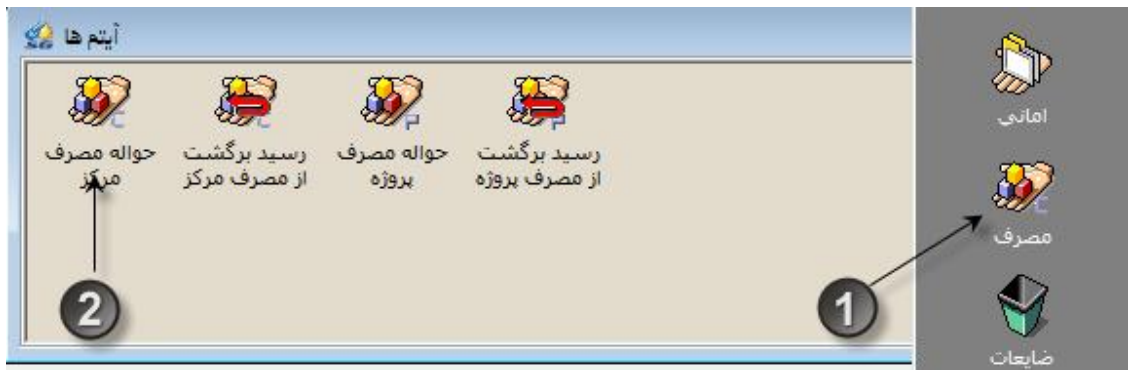 آیتم ها
حواله مصرف
مرکز
رسید برگشت
از مصرف مرکز
حواله مصرف
پروژه
رسید برگشت
از مصرف پروژه
امانی
مصرف
ضایعات
1
2